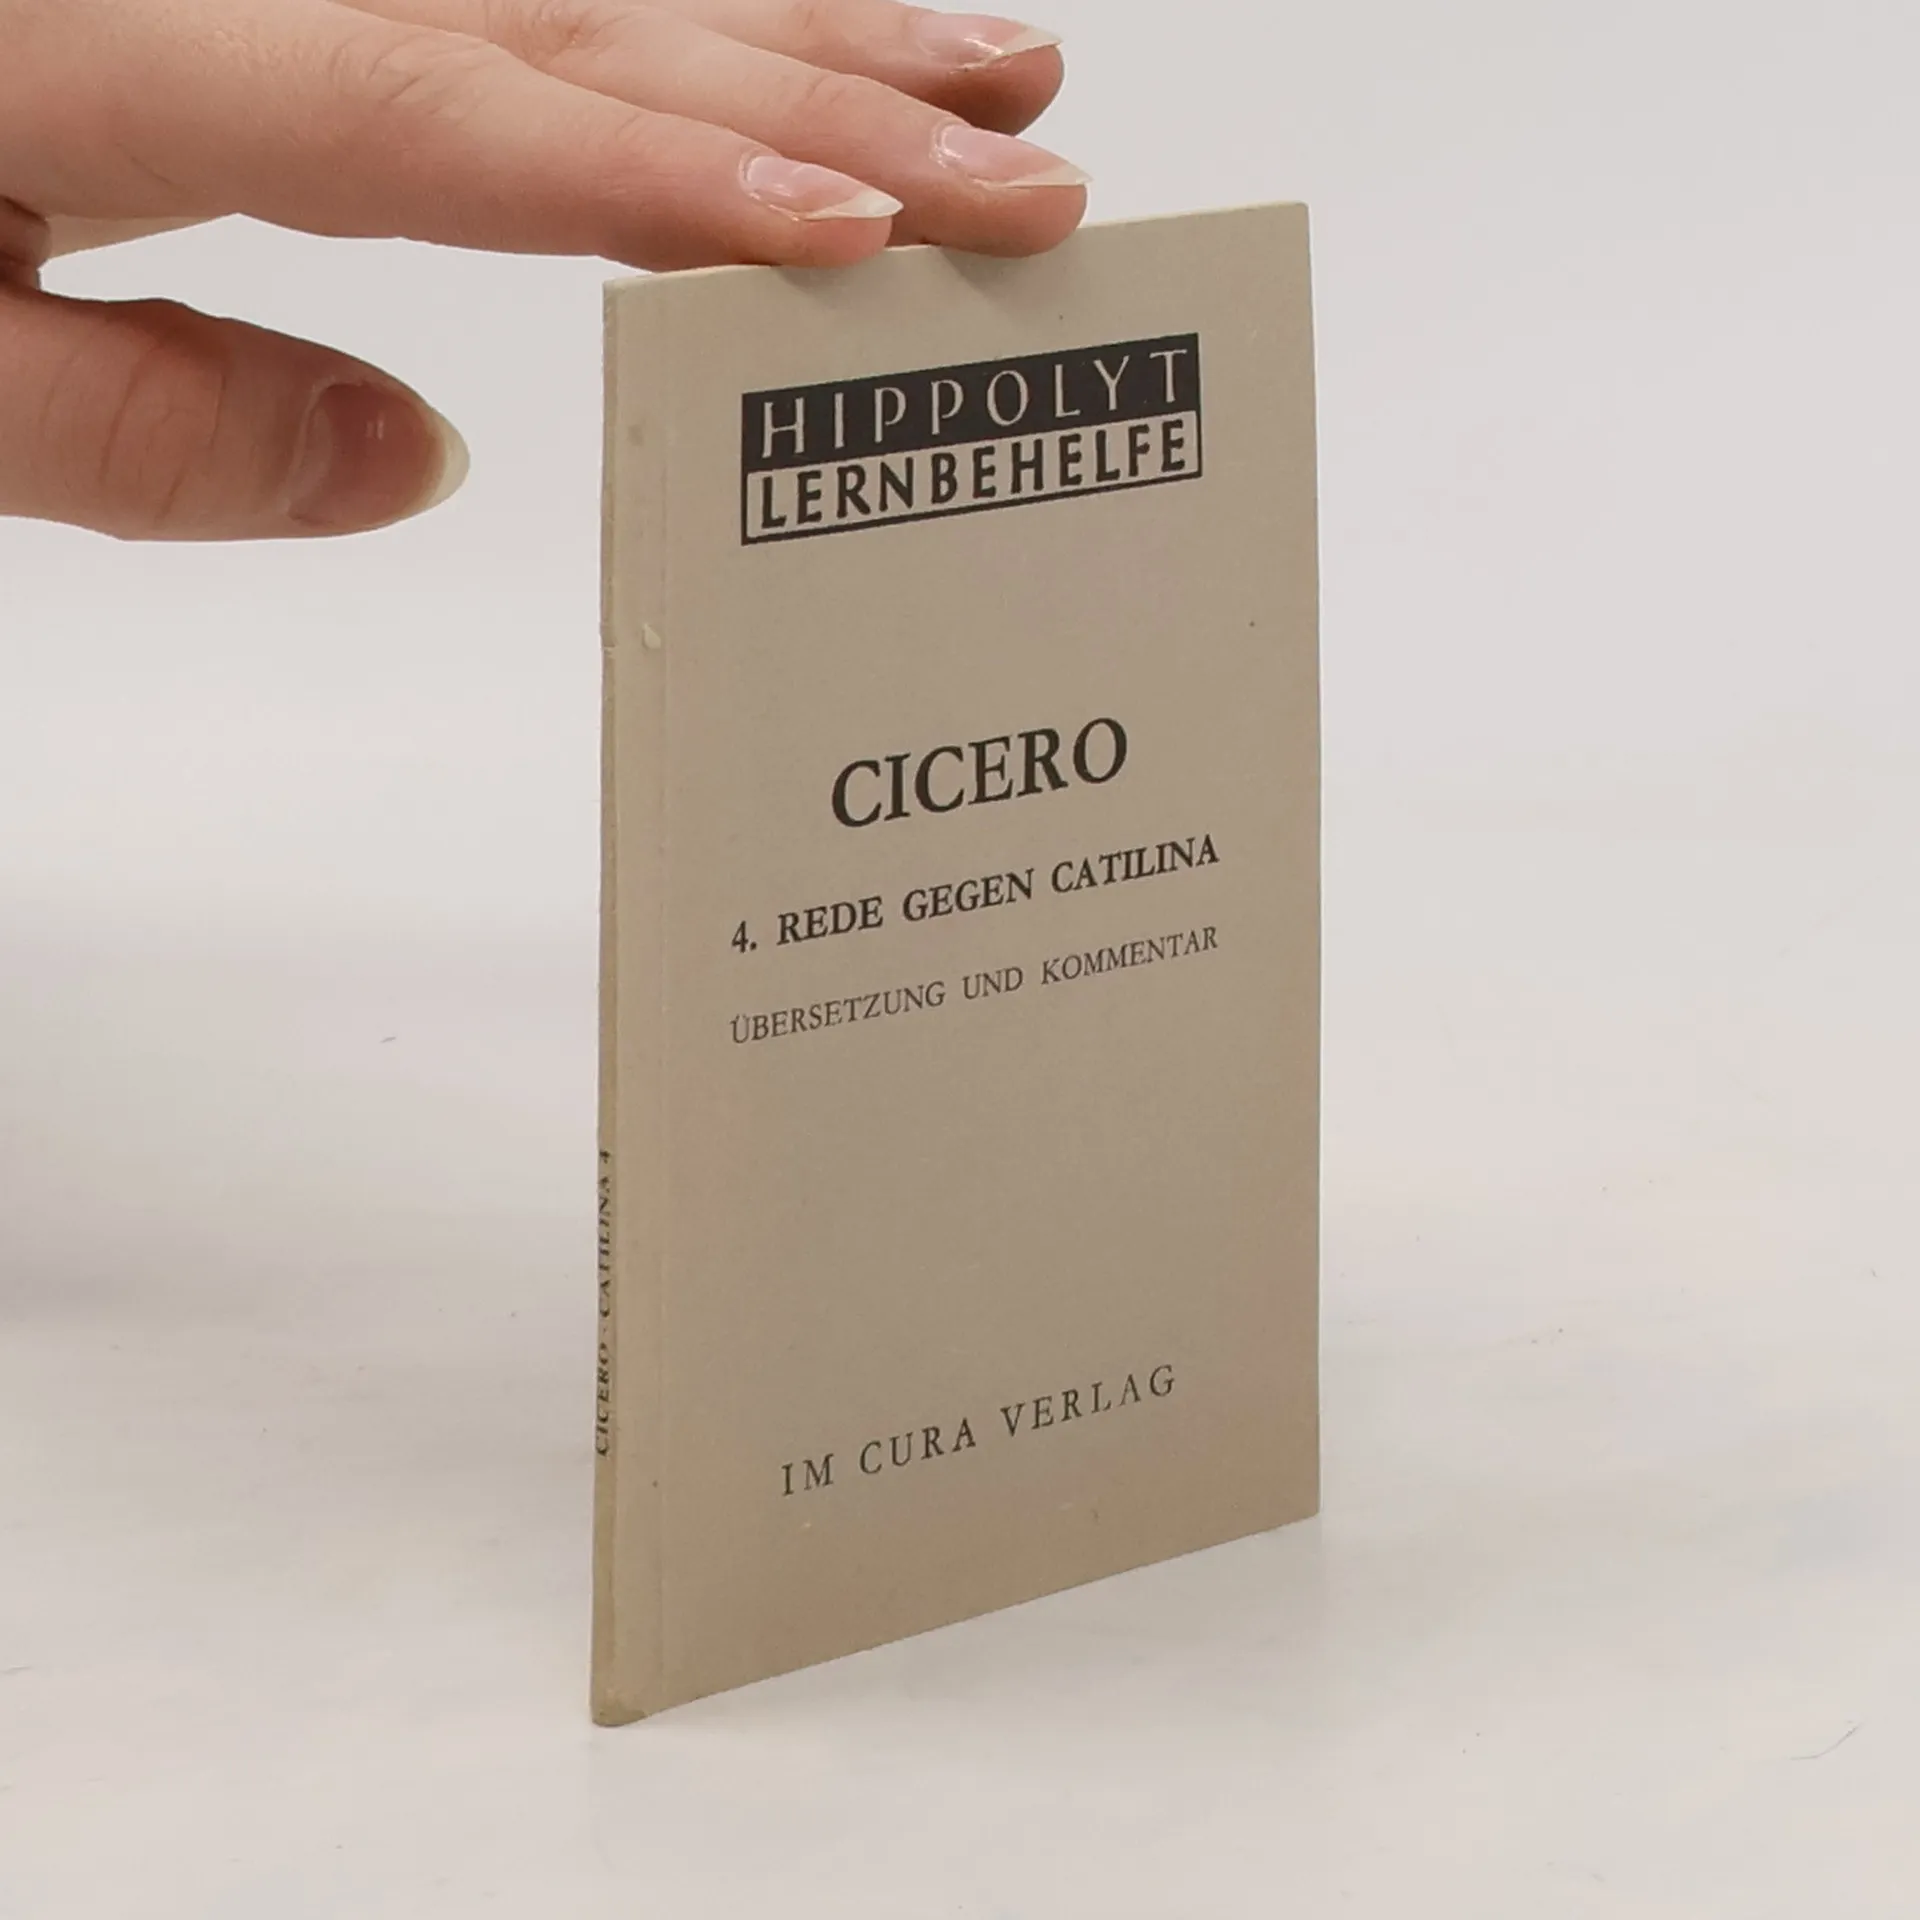 HIPPOLYT
LERNBEHELFE
CICERO
4. REDE GEGEN CATILINA
ÜBERSETZUNG UND KOMMENTAR
IM CURA VERLAG
CICERO · CATILINA 4